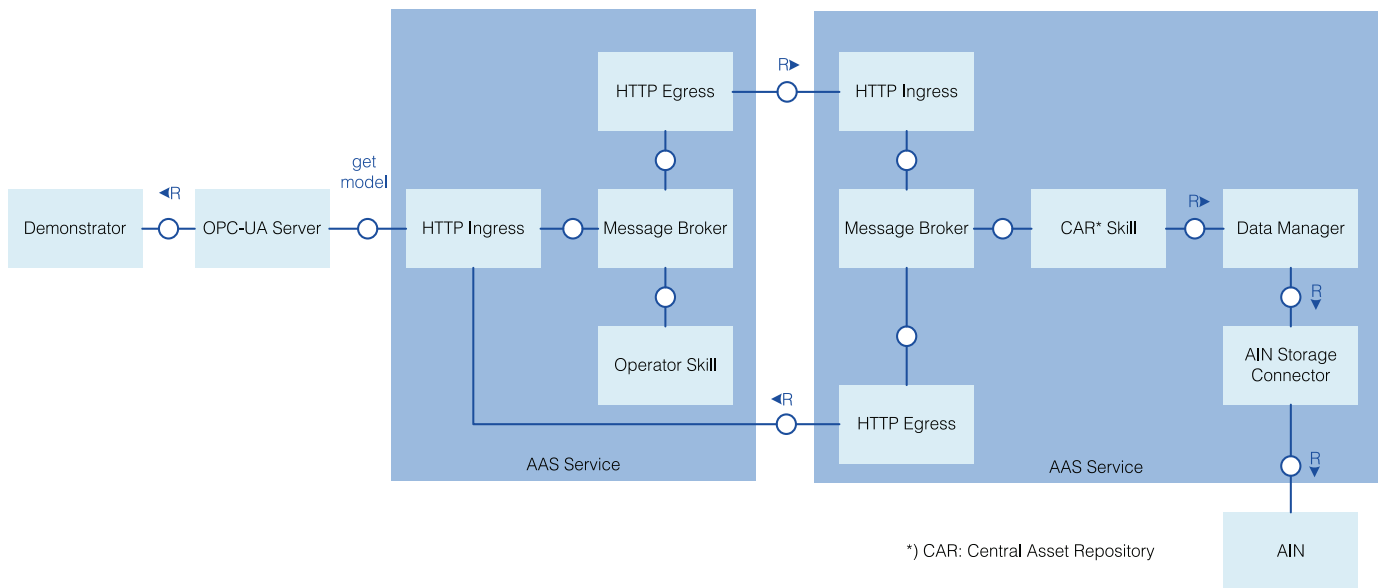 HTTP Egress
R▶
HTTP Ingress
get
model
◀R
R▶
Demonstrator
OPC-UA Server
HTTP Ingress
Message Broker
Message Broker
CAR* Skill
Data Manager
R
▼
Operator Skill
AIN Storage
Connector
◀R
HTTP Egress
AAS Service
AAS Service
R
▼
*) CAR: Central Asset Repository
AIN